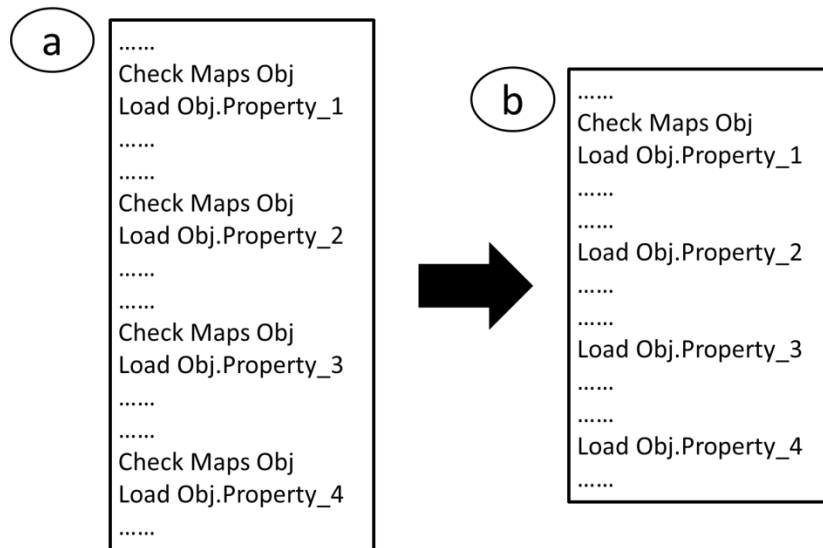 a
......
Check Maps Obj
Load Obj.Property_1
......
......
Check Maps Obj
Load Obj.Property_2
......
......
Check Maps Obj
Load Obj.Property_3
......
......
Check Maps Obj
Load Obj.Property_4
......
b
......
Check Maps Obj
Load Obj.Property_1
......
......
Load Obj.Property_2
......
......
Load Obj.Property_3
......
......
Load Obj.Property_4
......